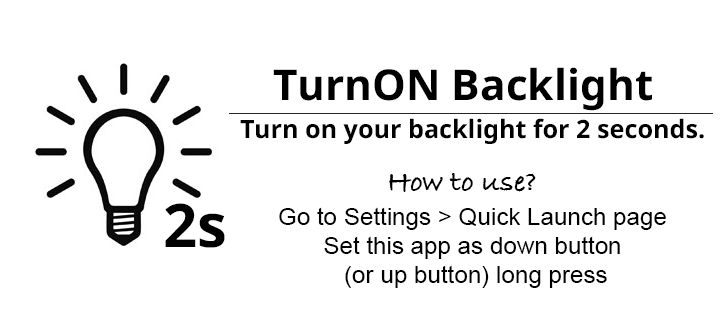 TurnON Backlight
Turn on your backlight for 2 seconds.
2s
How to use?
Go to Settings > Quick Launch page
Set this app as down button
(or up button) long press